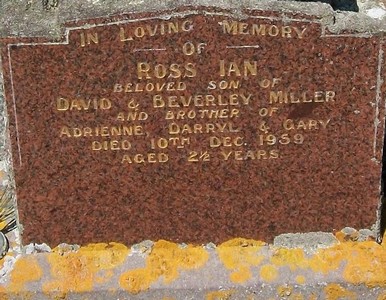 IN LOVING MEMORY
OF
ROSS IAN
BELOVED SON OF
DAVID & BEVERLEY MILLER
AND BROTHER OF
ADRIENNE, DARRYL & GARY
DIED 10TH DEC. 1959
AGED 2½ YEARS